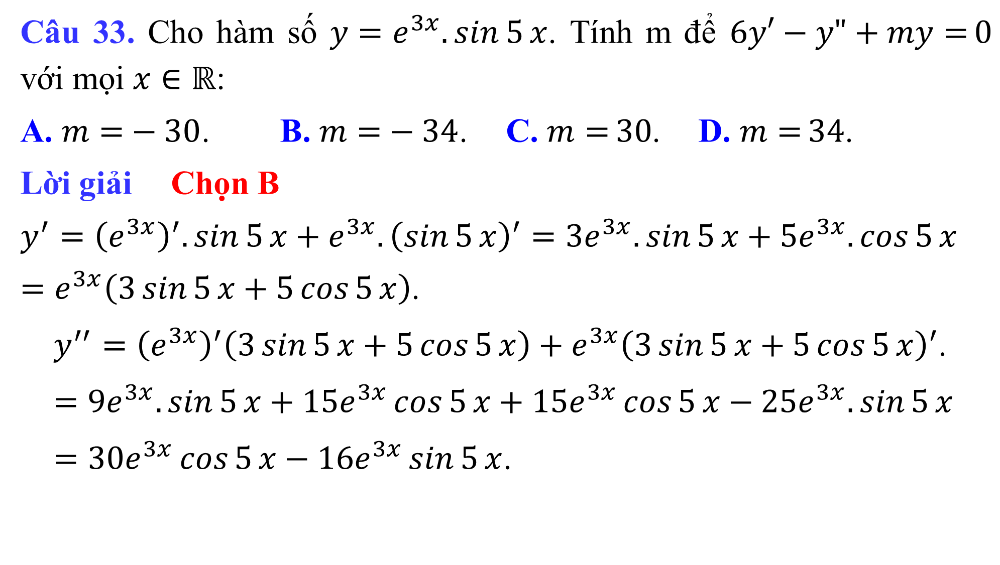 Câu 33. Cho hàm số y = e^{3x}. sin 5 x. Tính m để 6y′ − y" + my = 0
với mọi x ∈ ℝ:
A. m = − 30. B. m = − 34. C. m = 30. D. m = 34.
Lời giải Chọn B
y′ = (e^{3x})′. sin 5 x + e^{3x}. (sin 5 x)′ = 3e^{3x}. sin 5 x + 5e^{3x}. cos 5 x
= e^{3x}(3 sin 5 x + 5 cos 5 x).
y′′ = (e^{3x})′(3 sin 5 x + 5 cos 5 x) + e^{3x}(3 sin 5 x + 5 cos 5 x)′.
= 9e^{3x}. sin 5 x + 15e^{3x} cos 5 x + 15e^{3x} cos 5 x − 25e^{3x}. sin 5 x
= 30e^{3x} cos 5 x − 16e^{3x} sin 5 x.